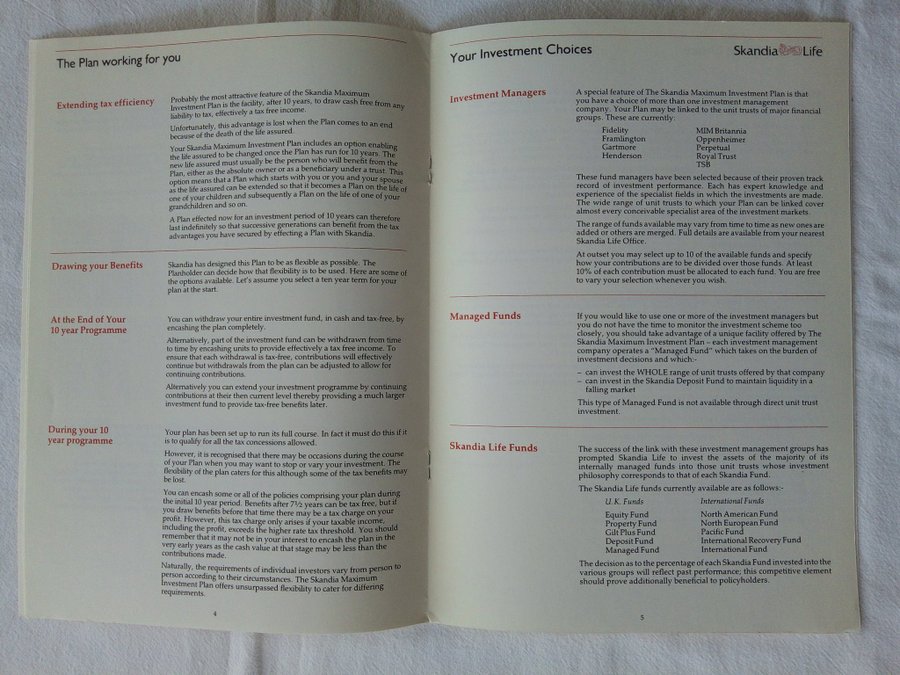 The Plan working for you
Extending tax efficiency
Probably the most attractive feature of the Skandia Maximum
Investment Plan is the facility, after 10 years, to draw cash free from any
liability to tax, effectively a tax free income.
Unfortunately, this advantage is lost when the Plan comes to an end
because of the death of the life assured.
Your Skandia Maximum Investment Plan includes an option enabling
the life assured to be changed once the Plan has run for 10 years. The
new life assured must usually be the person who will benefit from the
Plan, either as the absolute owner or as a beneficiary under a trust. This
option means that a Plan which starts with you or you and your spouse
as the life assured can be extended so that it becomes a Plan on the life of
one of your children and subsequently a Plan on the life of one of your
grandchildren and so on.
A Plan effected now for an investment period of 10 years can therefore
last indefinitely so that successive generations can benefit from the tax
advantages you have secured by effecting a Plan with Skandia.
Drawing your Benefits
Skandia has designed this Plan to be as flexible as possible. The
Planholder can decide how that flexibility is to be used. Here are some of
the options available. Let's assume you select a ten year term for your
plan at the start.
At the End of Your
10 year Programme
You can withdraw your entire investment fund, in cash and tax-free, by
encashing the plan completely.
Alternatively, part of the investment fund can be withdrawn from time
to time by encashing units to provide effectively a tax free income. To
ensure that each withdrawal is tax-free, contributions will effectively
continue but withdrawals from the plan can be adjusted to allow for
continuing contributions.
Alternatively you can extend your investment programme by continuing
contributions at their then current level thereby providing a much larger
investment fund to provide tax-free benefits later.
During your 10
year programme
Your plan has been set up to run its full course. In fact it must do this if it
is to qualify for all the tax concessions allowed.
However, it is recognised that there may be occasions during the course
of your Plan when you may want to stop or vary your investment. The
flexibility of the plan caters for this although some of the tax benefits may
be lost.
You can encash some or all of the policies comprising your plan during
the initial 10 year period. Benefits after 7½ years can be tax free, but if
you draw benefits before that time there may be a tax charge on your
profit. However, this tax charge only arises if your taxable income,
including the profit, exceeds the higher rate tax threshold. You should
remember that it may not be in your interest to encash the plan in the
very early years as the cash value at that stage may be less than the
contributions made.
Naturally, the requirements of individual investors vary from person to
person according to their circumstances. The Skandia Maximum
Investment Plan offers unsurpassed flexibility to cater for differing
requirements.
4
Your Investment Choices
Skandia Life
Investment Managers
A special feature of The Skandia Maximum Investment Plan is that
you have a choice of more than one investment management
company. Your Plan may be linked to the unit trusts of major financial
groups. These are currently:
Fidelity MIM Britannia
Framlington Oppenheimer
Gartmore Perpetual
Henderson Royal Trust
TSB
These fund managers have been selected because of their proven track
record of investment performance. Each has expert knowledge and
experience of the specialist fields in which the investments are made.
The wide range of unit trusts to which your Plan can be linked cover
almost every conceivable specialist area of the investment markets.
The range of funds available may vary from time to time as new ones are
added or others are merged. Full details are available from your nearest
Skandia Life Office.
At outset you may select up to 10 of the available funds and specify
how your contributions are to be divided over those funds. At least
10% of each contribution must be allocated to each fund. You are free
to vary your selection whenever you wish.
Managed Funds
If you would like to use one or more of the investment managers but
you do not have the time to monitor the investment scheme too
closely, you should take advantage of a unique facility offered by The
Skandia Maximum Investment Plan – each investment management
company operates a "Managed Fund" which takes on the burden of
investment decisions and which:-
– can invest the WHOLE range of unit trusts offered by that company
– can invest in the Skandia Deposit Fund to maintain liquidity in a
falling market
This type of Managed Fund is not available through direct unit trust
investment.
Skandia Life Funds
The success of the link with these investment management groups has
prompted Skandia Life to invest the assets of the majority of its
internally managed funds into those unit trusts whose investment
philosophy corresponds to that of each Skandia Fund.
The Skandia Life funds currently available are as follows:-
U.K. Funds International Funds
Equity Fund North American Fund
Property Fund North European Fund
Gilt Plus Fund Pacific Fund
Deposit Fund International Recovery Fund
Managed Fund International Fund
The decision as to the percentage of each Skandia Fund invested into the
various groups will reflect past performance; this competitive element
should prove additionally beneficial to policyholders.
5